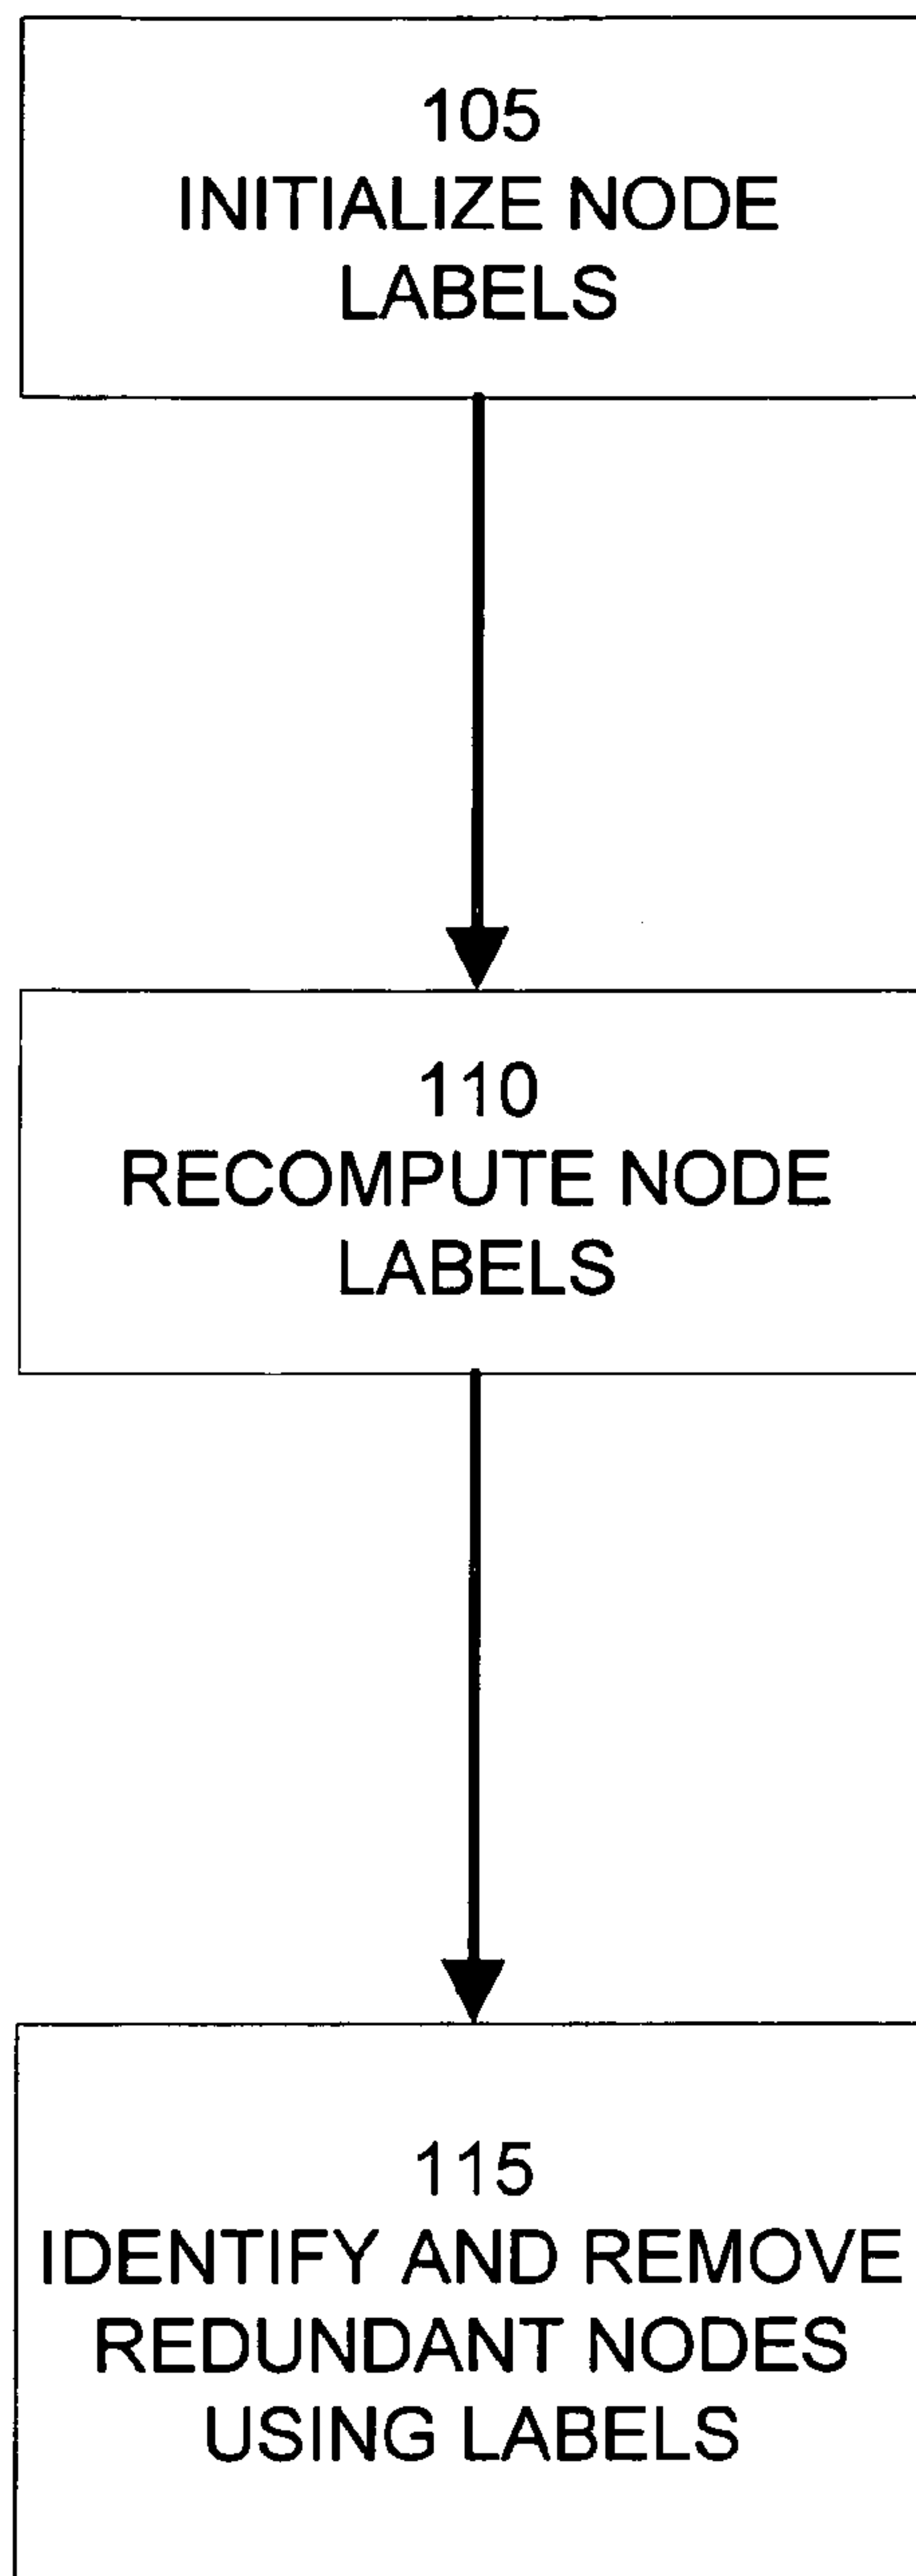 105
INITIALIZE NODE
LABELS
110
RECOMPUTE NODE
LABELS
115
IDENTIFY AND REMOVE
REDUNDANT NODES
USING LABELS